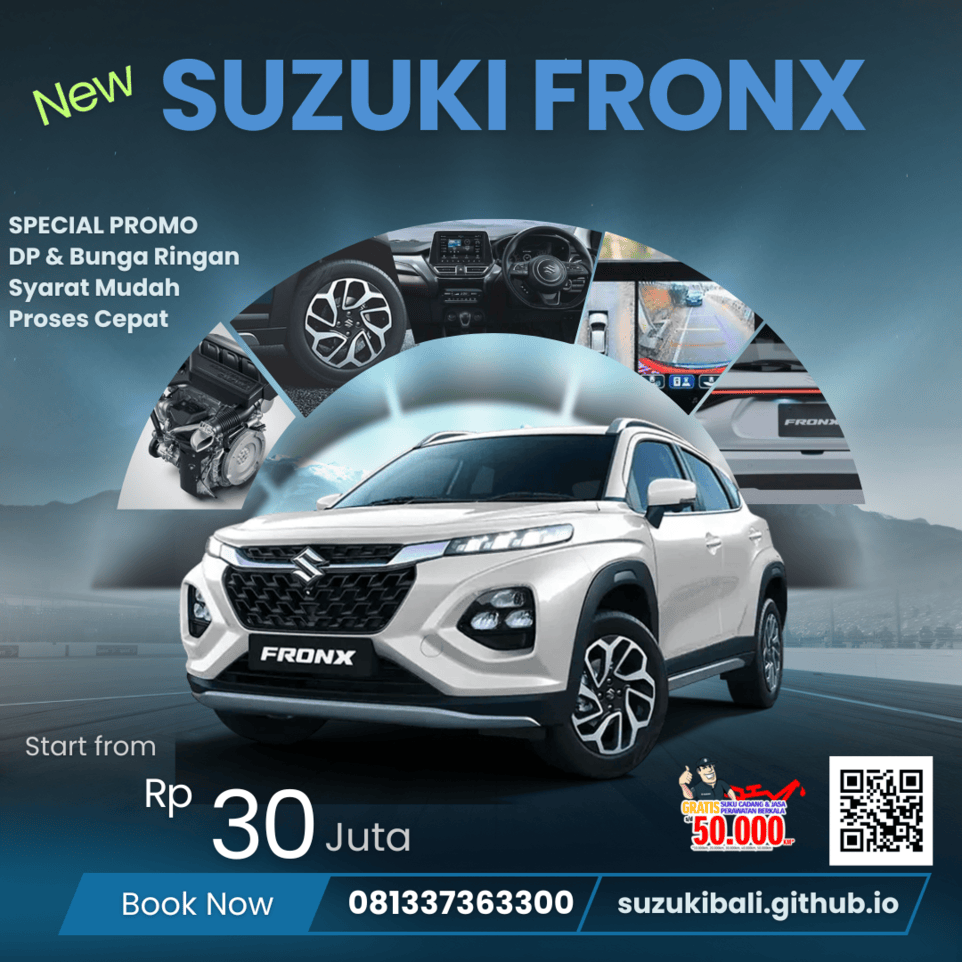 New
SUZUKI FRONX
SPECIAL PROMO
DP & Bunga Ringan
Syarat Mudah
Proses Cepat
FRONX
FRONX
Start from
Rp 30 Juta
GRATIS SUKU CADANG & JASA
PERAWATAN BERKALA
50.000
Book Now
081337363300
suzukibali.github.io